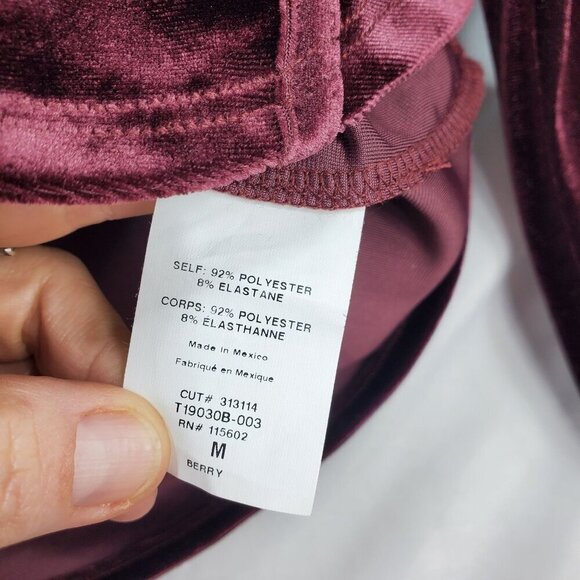 SELF: 92% POLYESTER
8% ELASTANE
CORPS: 92% POLYESTER
8% ÉLASTHANNE
Made in Mexico
Fabriqué en Mexique
CUT# 313114
T19030B-003
RN# 115602
M
BERRY